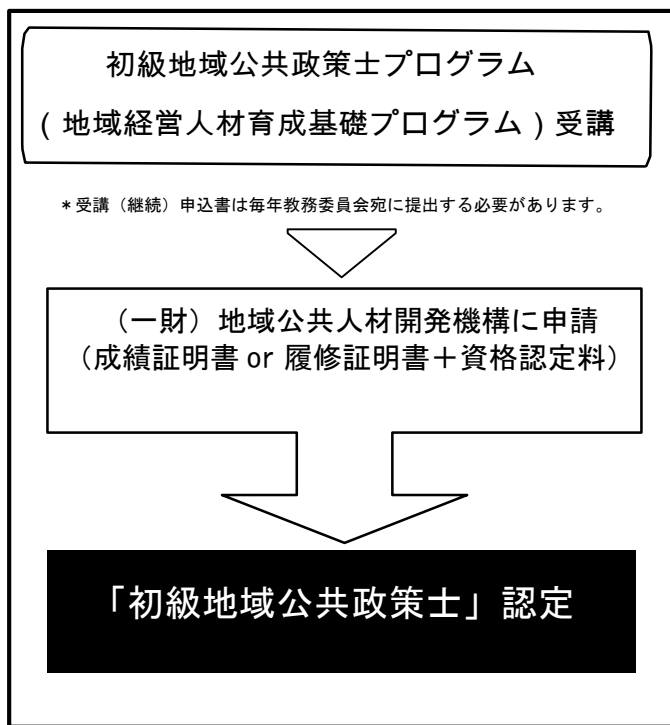 初級地域公共政策士プログラム
(地域経営人材育成基礎プログラム)受講
*受講（継続）申込書は毎年教務委員会宛に提出する必要があります。
（一財）地域公共人材開発機構に申請
（成績証明書 or 履修証明書＋資格認定料）
「初級地域公共政策士」認定